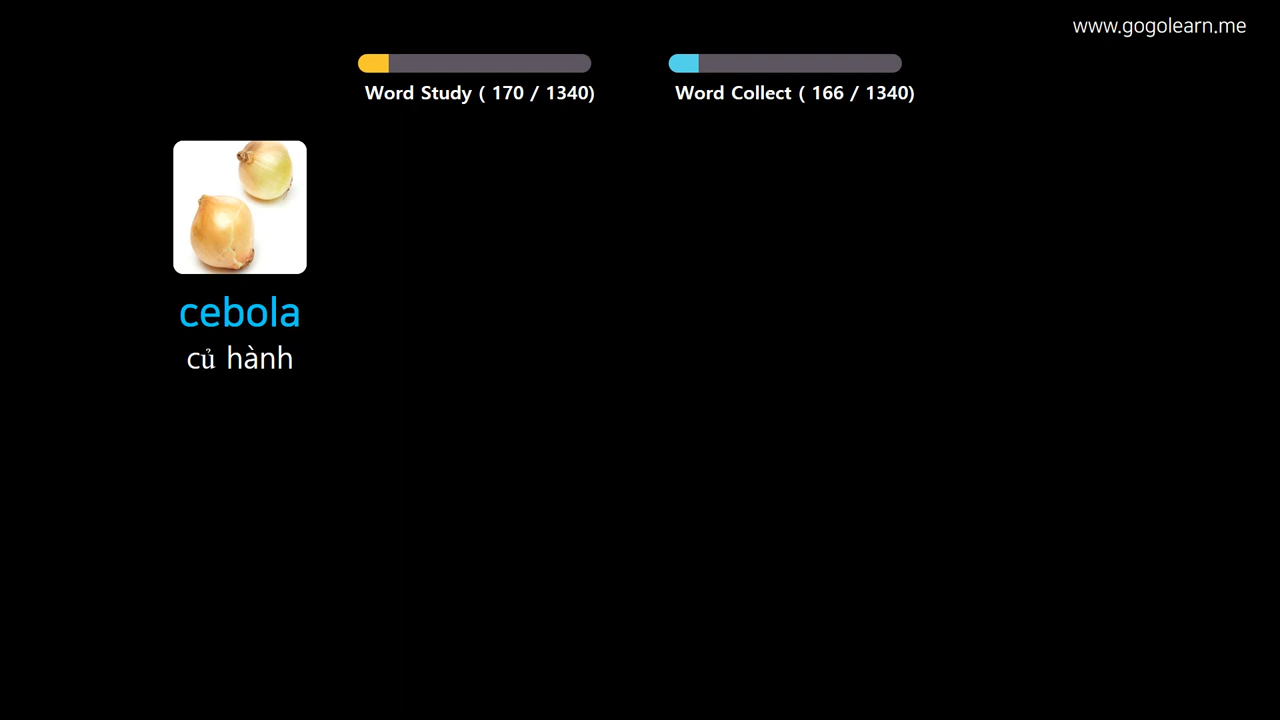 www.gogolearn.me
Word Study ( 170 / 1340)
Word Collect ( 166 / 1340)
cebola
củ hành